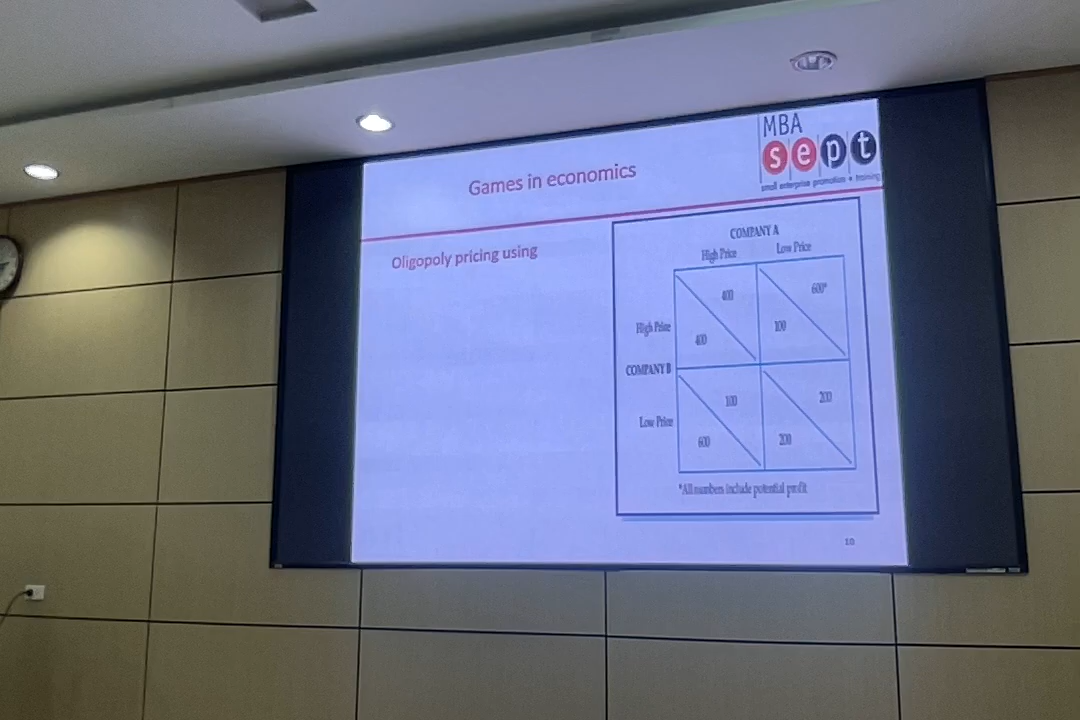 MBA
sept
small enterprise promotion + training
Games in economics
Oligopoly pricing using
COMPANY A
High Price Low Price
400 600*
High Price 400 100
COMPANY B
100 200
Low Price 600 200
*All numbers include potential profit
10